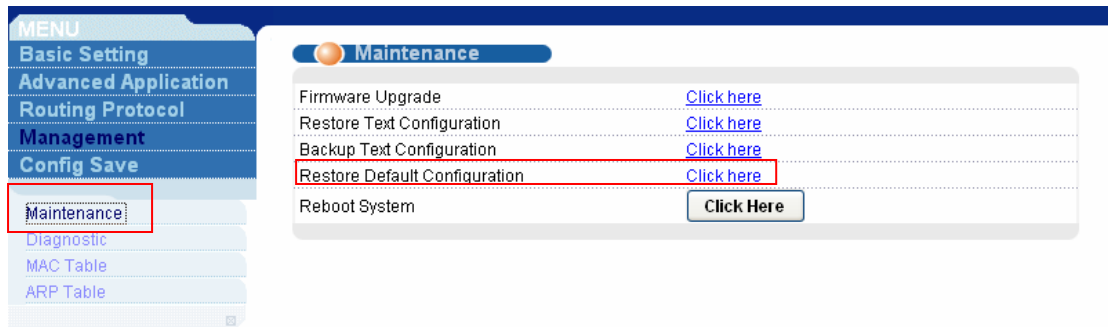 MENU
Basic Setting
Advanced Application
Routing Protocol
Management
Config Save
Maintenance
Diagnostic
MAC Table
ARP Table
Maintenance
Firmware Upgrade Click here
Restore Text Configuration Click here
Backup Text Configuration Click here
Restore Default Configuration Click here
Reboot System Click Here